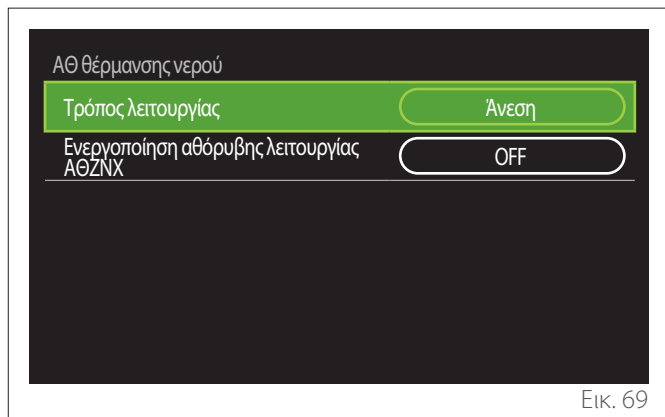 ΑΘ θέρμανσης νερού
Τρόπος λειτουργίας
Άνεση
Ενεργοποίηση αθόρυβης λειτουργίας
ΑΘΖΝΧ
OFF
Εικ. 69